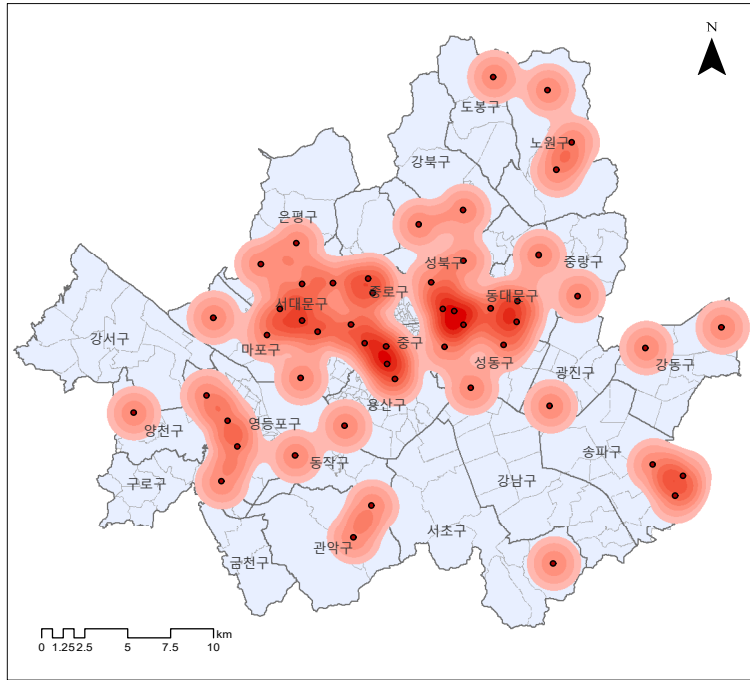 N
도봉구
노원구
강북구
은평구
성북구
중랑구
종로구
서대문구
동대문구
강서구
마포구
중구
성동구
강동구
광진구
용산구
양천구
영등포구
송파구
동작구
구로구
강남구
서초구
관악구
금천구
km
0 1.25 2.5 5 7.5 10